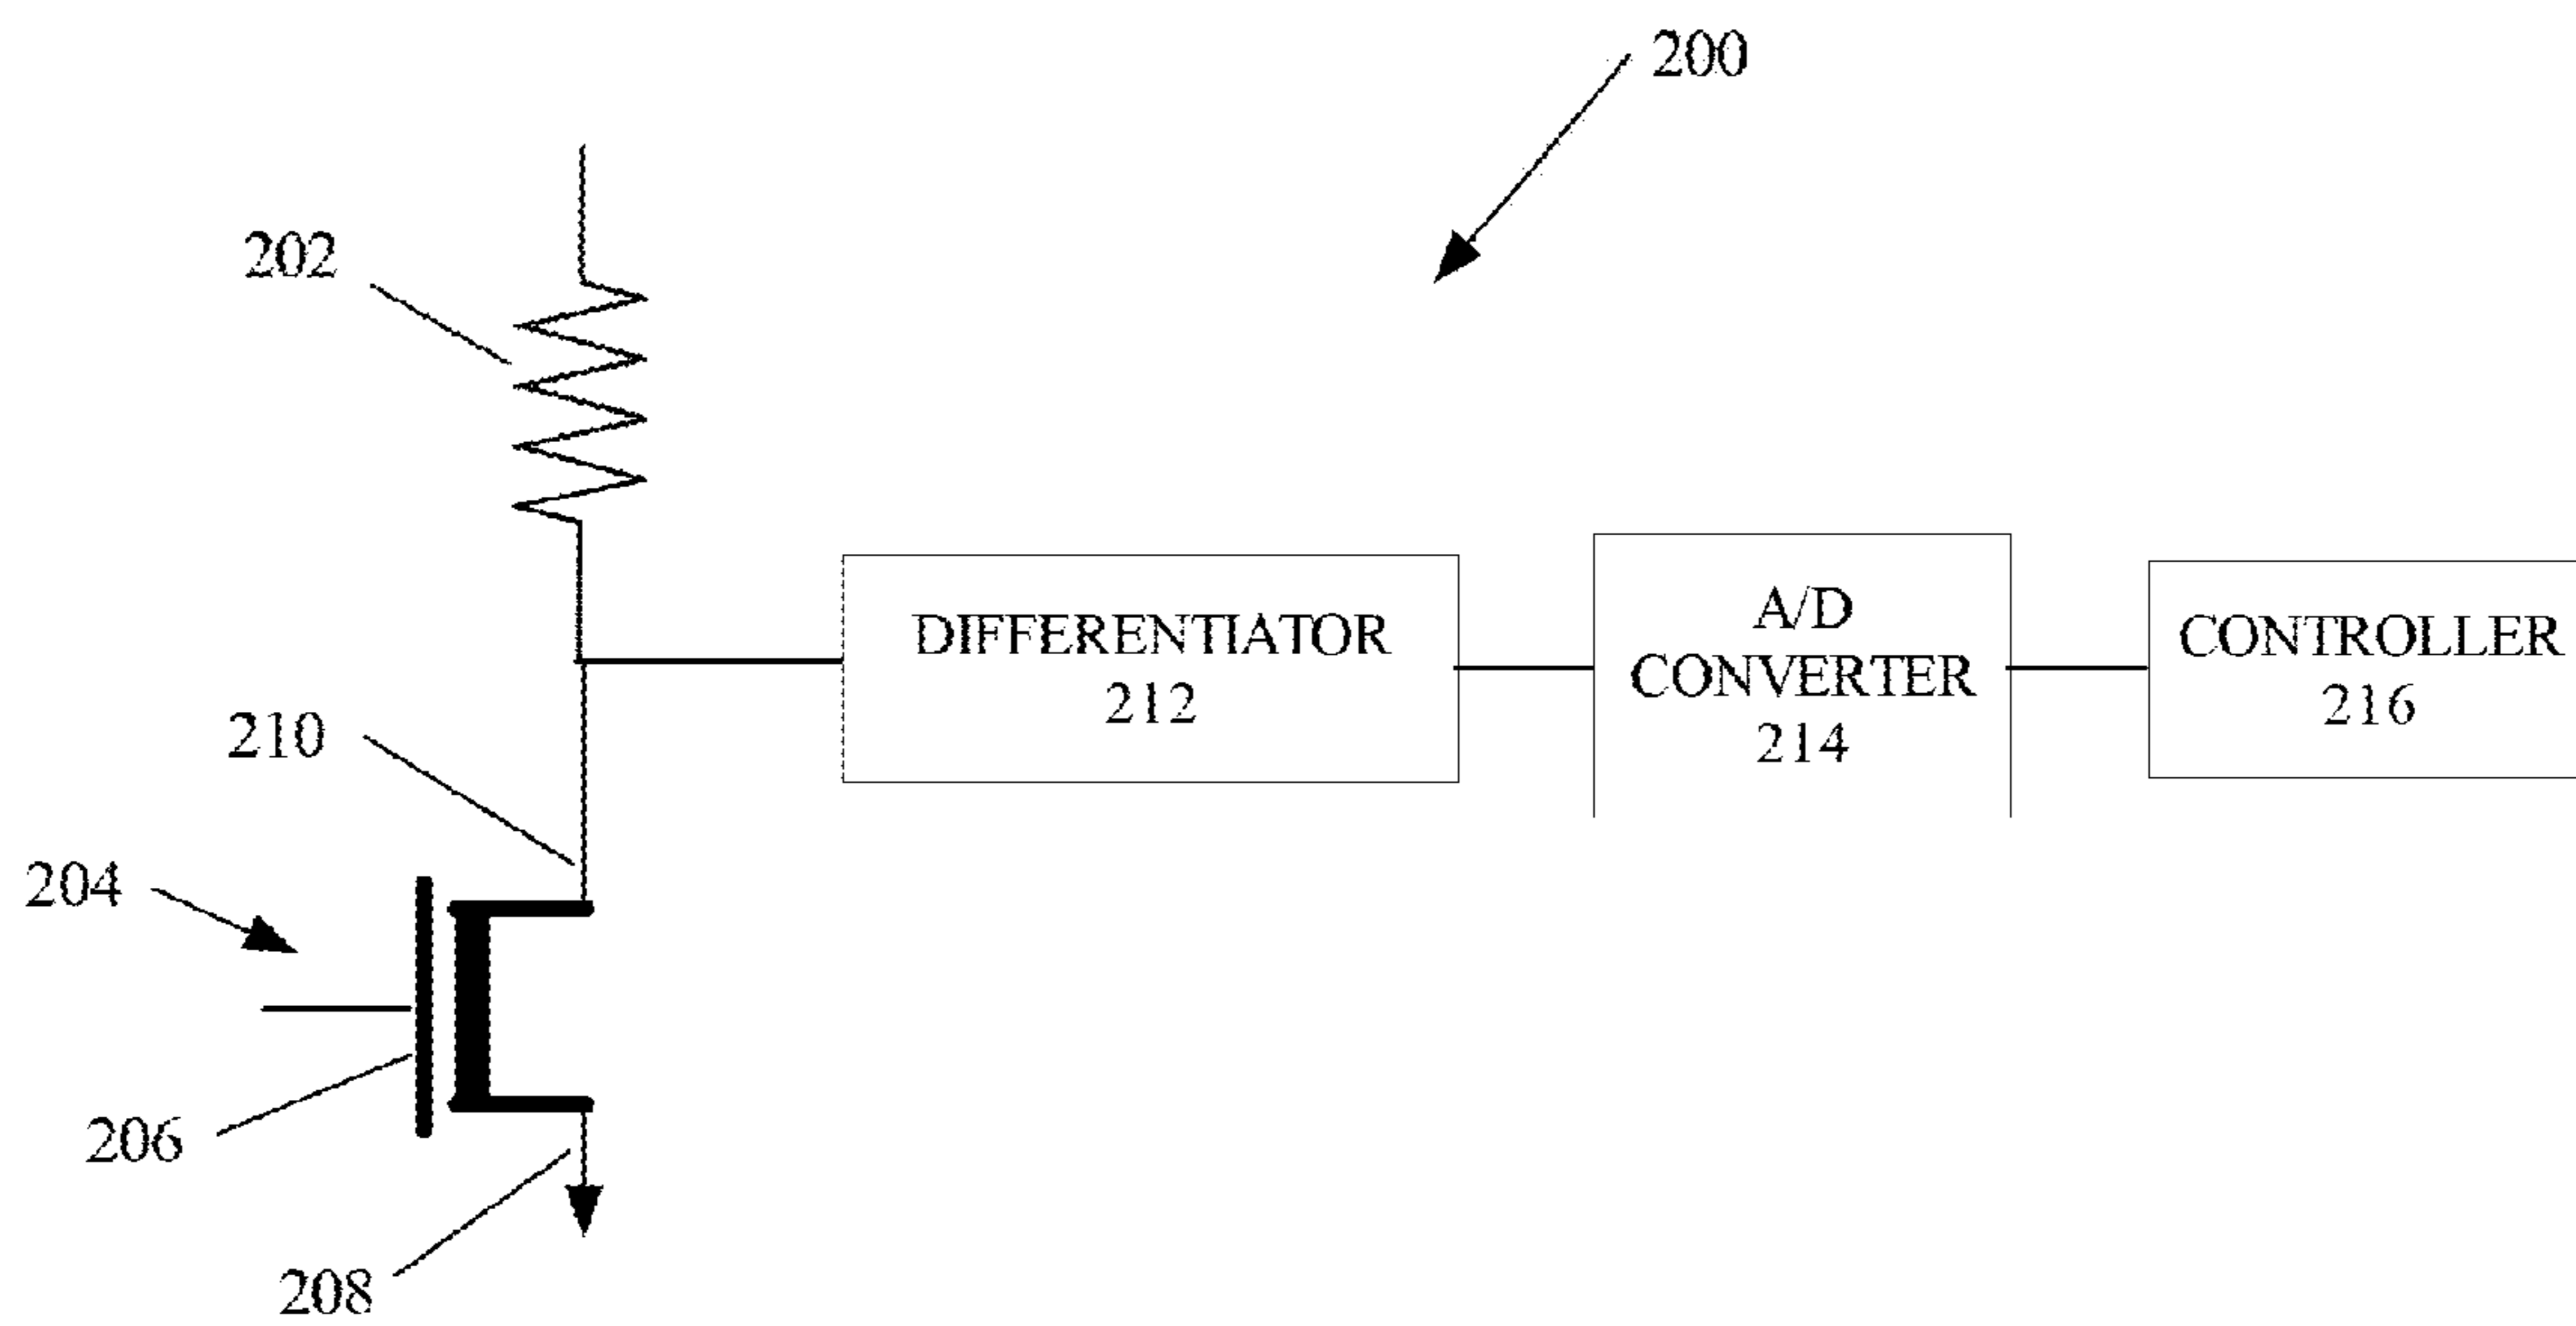 200
202
DIFFERENTIATOR
212
A/D
CONVERTER
214
CONTROLLER
216
210
204
206
208